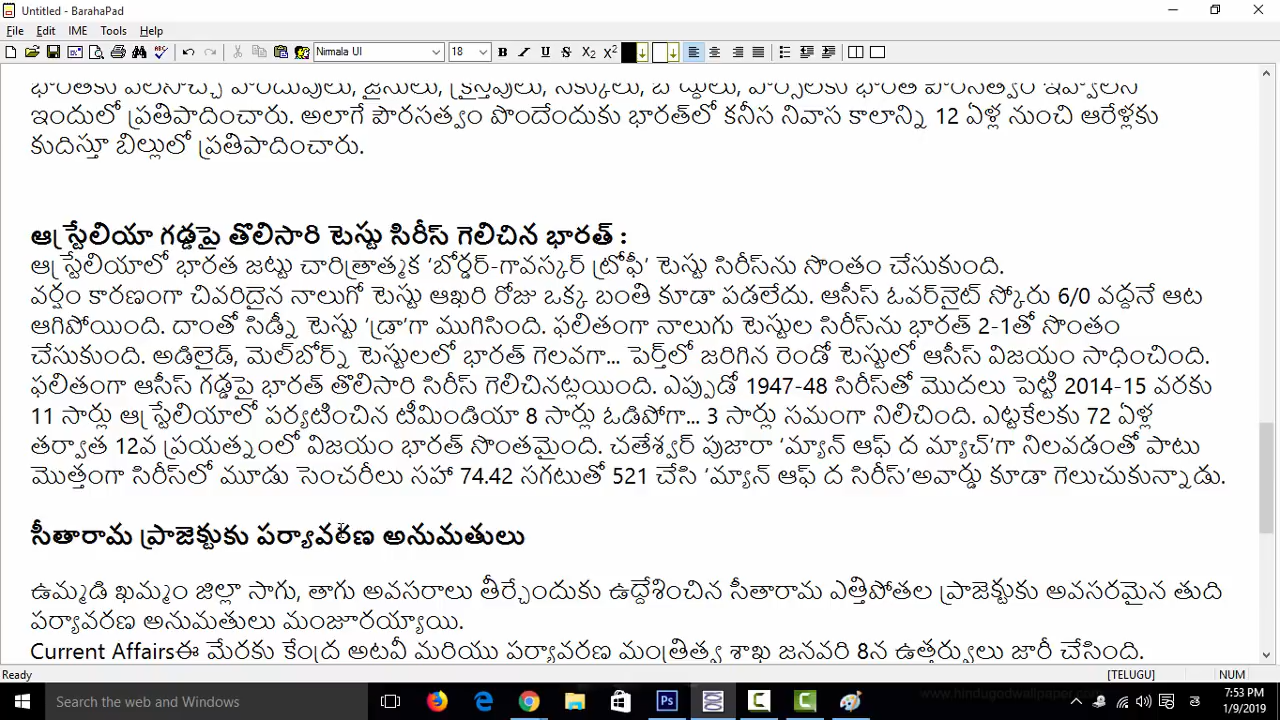 Untitled - BarahaPad
File Edit IME Tools Help
Nimala UI 18
ఇందులో ప్రతిపాదించారు. అలాగే పౌరసత్వం పొందేందుకు భారత్‌లో కనీస నివాస కాలాన్ని 12 ఏళ్ల నుంచి ఆరేళ్లకు
కుదిస్తూ బిల్లులో ప్రతిపాదించారు.
ఆస్ట్రేలియా గడ్డపై తొలిసారి టెస్టు సిరీస్ గెలిచిన భారత్ :
ఆస్ట్రేలియాలో భారత జట్టు చారిత్రాత్మక ‘బోర్డర్-గావస్కర్ ట్రోఫీ’ టెస్టు సిరీస్‌ను సొంతం చేసుకుంది.
వర్షం కారణంగా చివరిదైన నాలుగో టెస్టు ఆఖరి రోజు ఒక్క బంతి కూడా పడలేదు. ఆసీస్ ఓవర్‌నైట్ స్కోరు 6/0 వద్దనే ఆట
ఆగిపోయింది. దాంతో సిడ్నీ టెస్టు ‘డ్రా’గా ముగిసింది. ఫలితంగా నాలుగు టెస్టుల సిరీస్‌ను భారత్ 2-1తో సొంతం
చేసుకుంది. అడిలైడ్, మెల్‌బోర్న్ టెస్టులలో భారత్ గెలవగా... పెర్త్‌లో జరిగిన రెండో టెస్టులో ఆసీస్ విజయం సాధించింది.
ఫలితంగా ఆసీస్ గడ్డపై భారత్ తొలిసారి సిరీస్ గెలిచినట్లయింది. ఎప్పుడో 1947-48 సిరీస్‌తో మొదలు పెట్టి 2014-15 వరకు
11 సార్లు ఆస్ట్రేలియాలో పర్యటించిన టీమిండియా 8 సార్లు ఓడిపోగా... 3 సార్లు సమంగా నిలిచింది. ఎట్టకేలకు 72 ఏళ్ల
తర్వాత 12వ ప్రయత్నంలో విజయం భారత్ సొంతమైంది. చతేశ్వర్ పుజారా ‘మ్యాన్ ఆఫ్ ద మ్యాచ్’గా నిలవడంతో పాటు
మొత్తంగా సిరీస్‌లో మూడు సెంచరీలు సహా 74.42 సగటుతో 521 చేసి ‘మ్యాన్ ఆఫ్ ద సిరీస్’అవార్డు కూడా గెలుచుకున్నాడు.
సీతారామ ప్రాజెక్టుకు పర్యావరణ అనుమతులు
ఉమ్మడి ఖమ్మం జిల్లా సాగు, తాగు అవసరాలు తీర్చేందుకు ఉద్దేశించిన సీతారామ ఎత్తిపోతల ప్రాజెక్టుకు అవసరమైన తుది
పర్యావరణ అనుమతులు మంజూరయ్యాయి.
Current Affairsఈ మేరకు కేంద్ర అటవీ మరియు పర్యావరణ మంత్రిత్వ శాఖ జనవరి 8న ఉత్తర్వులు జారీ చేసింది.
Ready [TELUGU] NUM
Search the web and Windows
www.hindugodwallpaper.com
7:53 PM
1/9/2019